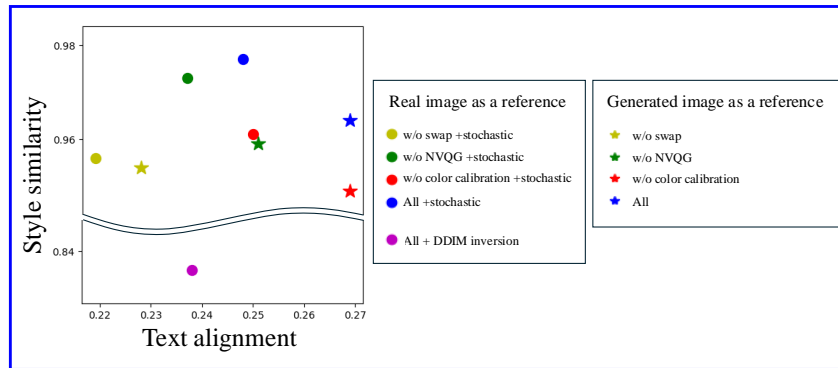 0.98
0.96
0.84
Style similarity
0.22 0.23 0.24 0.25 0.26 0.27
Text alignment
Real image as a reference
w/o swap +stochastic
w/o NVQG +stochastic
w/o color calibration +stochastic
All +stochastic
All + DDIM inversion
Generated image as a reference
w/o swap
w/o NVQG
w/o color calibration
All